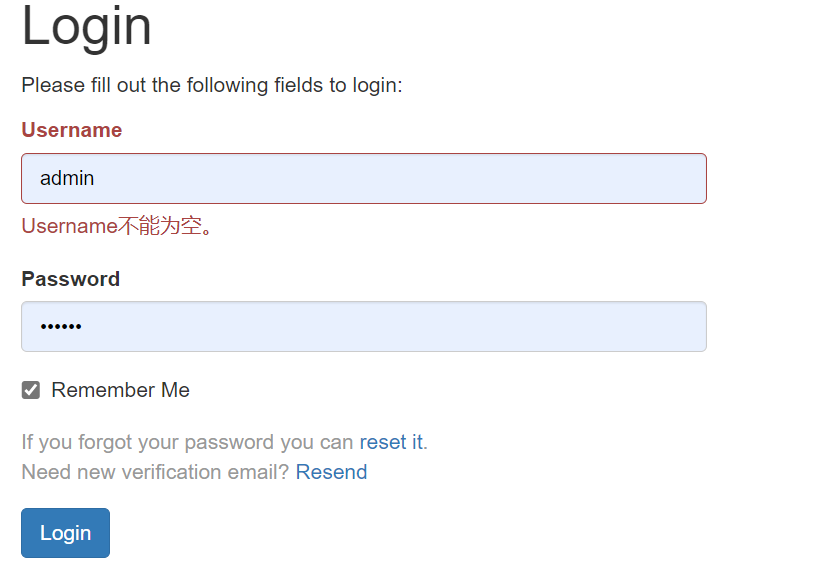 Login
Please fill out the following fields to login:
Username
admin
Username不能为空。
Password
••••••
Remember Me
If you forgot your password you can reset it.
Need new verification email? Resend
Login